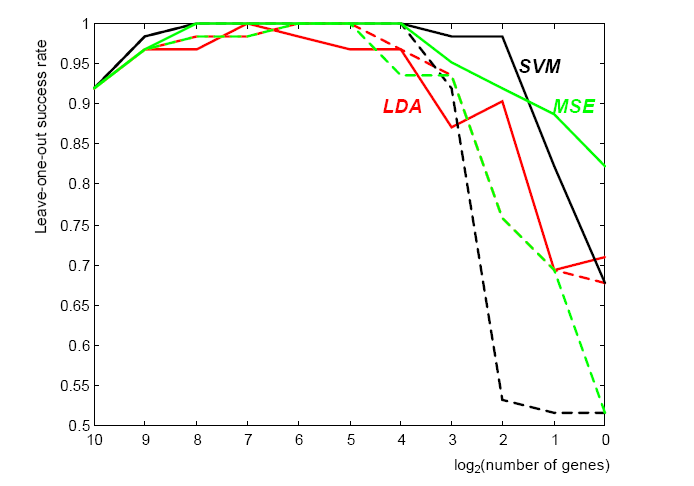 1
0.95
0.9
0.85
0.8
0.75
0.7
0.65
0.6
0.55
0.5
Leave-one-out success rate
SVM
LDA
MSE
10 9 8 7 6 5 4 3 2 1 0
log₂(number of genes)